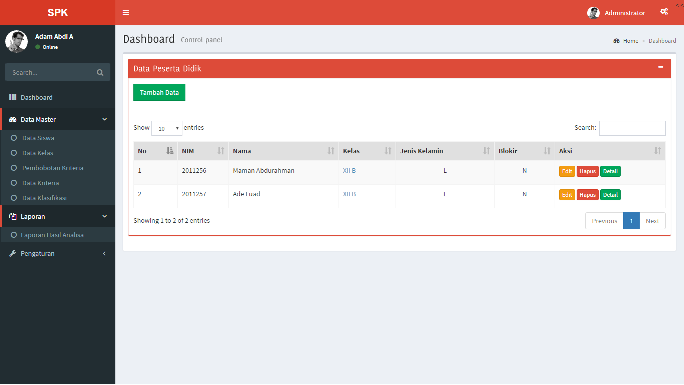 SPK
Administrator
Adam Abdi A
Online
Search...
Dashboard
Data Master
Data Siswa
Data Kelas
Pembobotan Kriteria
Data Kriteria
Data Klasifikasi
Laporan
Laporan Hasil Analisa
Pengaturan
Dashboard Control panel
Home > Dashboard
Data Peserta Didik
Tambah Data
Show 10 entries
Search:
No NIM Nama Kelas Jenis Kelamin Blokir Aksi
1 2011256 Maman Abdurahman XII B L N Edit Hapus Detail
2 2011257 Ade Fuad XII B L N Edit Hapus Detail
Showing 1 to 2 of 2 entries
Previous 1 Next